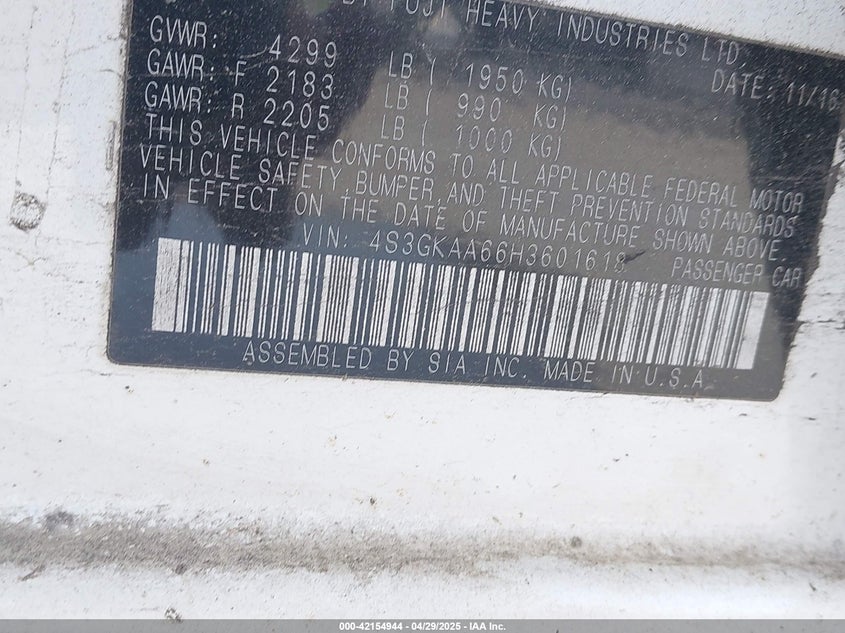 BY FUJI HEAVY INDUSTRIES LTD.
DATE: 11/16
GVWR: 4299 LB ( 1950 KG)
GAWR: F 2183 LB ( 990 KG)
GAWR: R 2205 LB ( 1000 KG)
THIS VEHICLE CONFORMS TO ALL APPLICABLE FEDERAL MOTOR
VEHICLE SAFETY, BUMPER, AND THEFT PREVENTION STANDARDS
IN EFFECT ON THE DATE OF MANUFACTURE SHOWN ABOVE.
VIN: 4S3GKAA66H3601618 PASSENGER CAR
ASSEMBLED BY SIA INC. MADE IN U.S.A
000-42154944 - 04/29/2025 - IAA Inc.